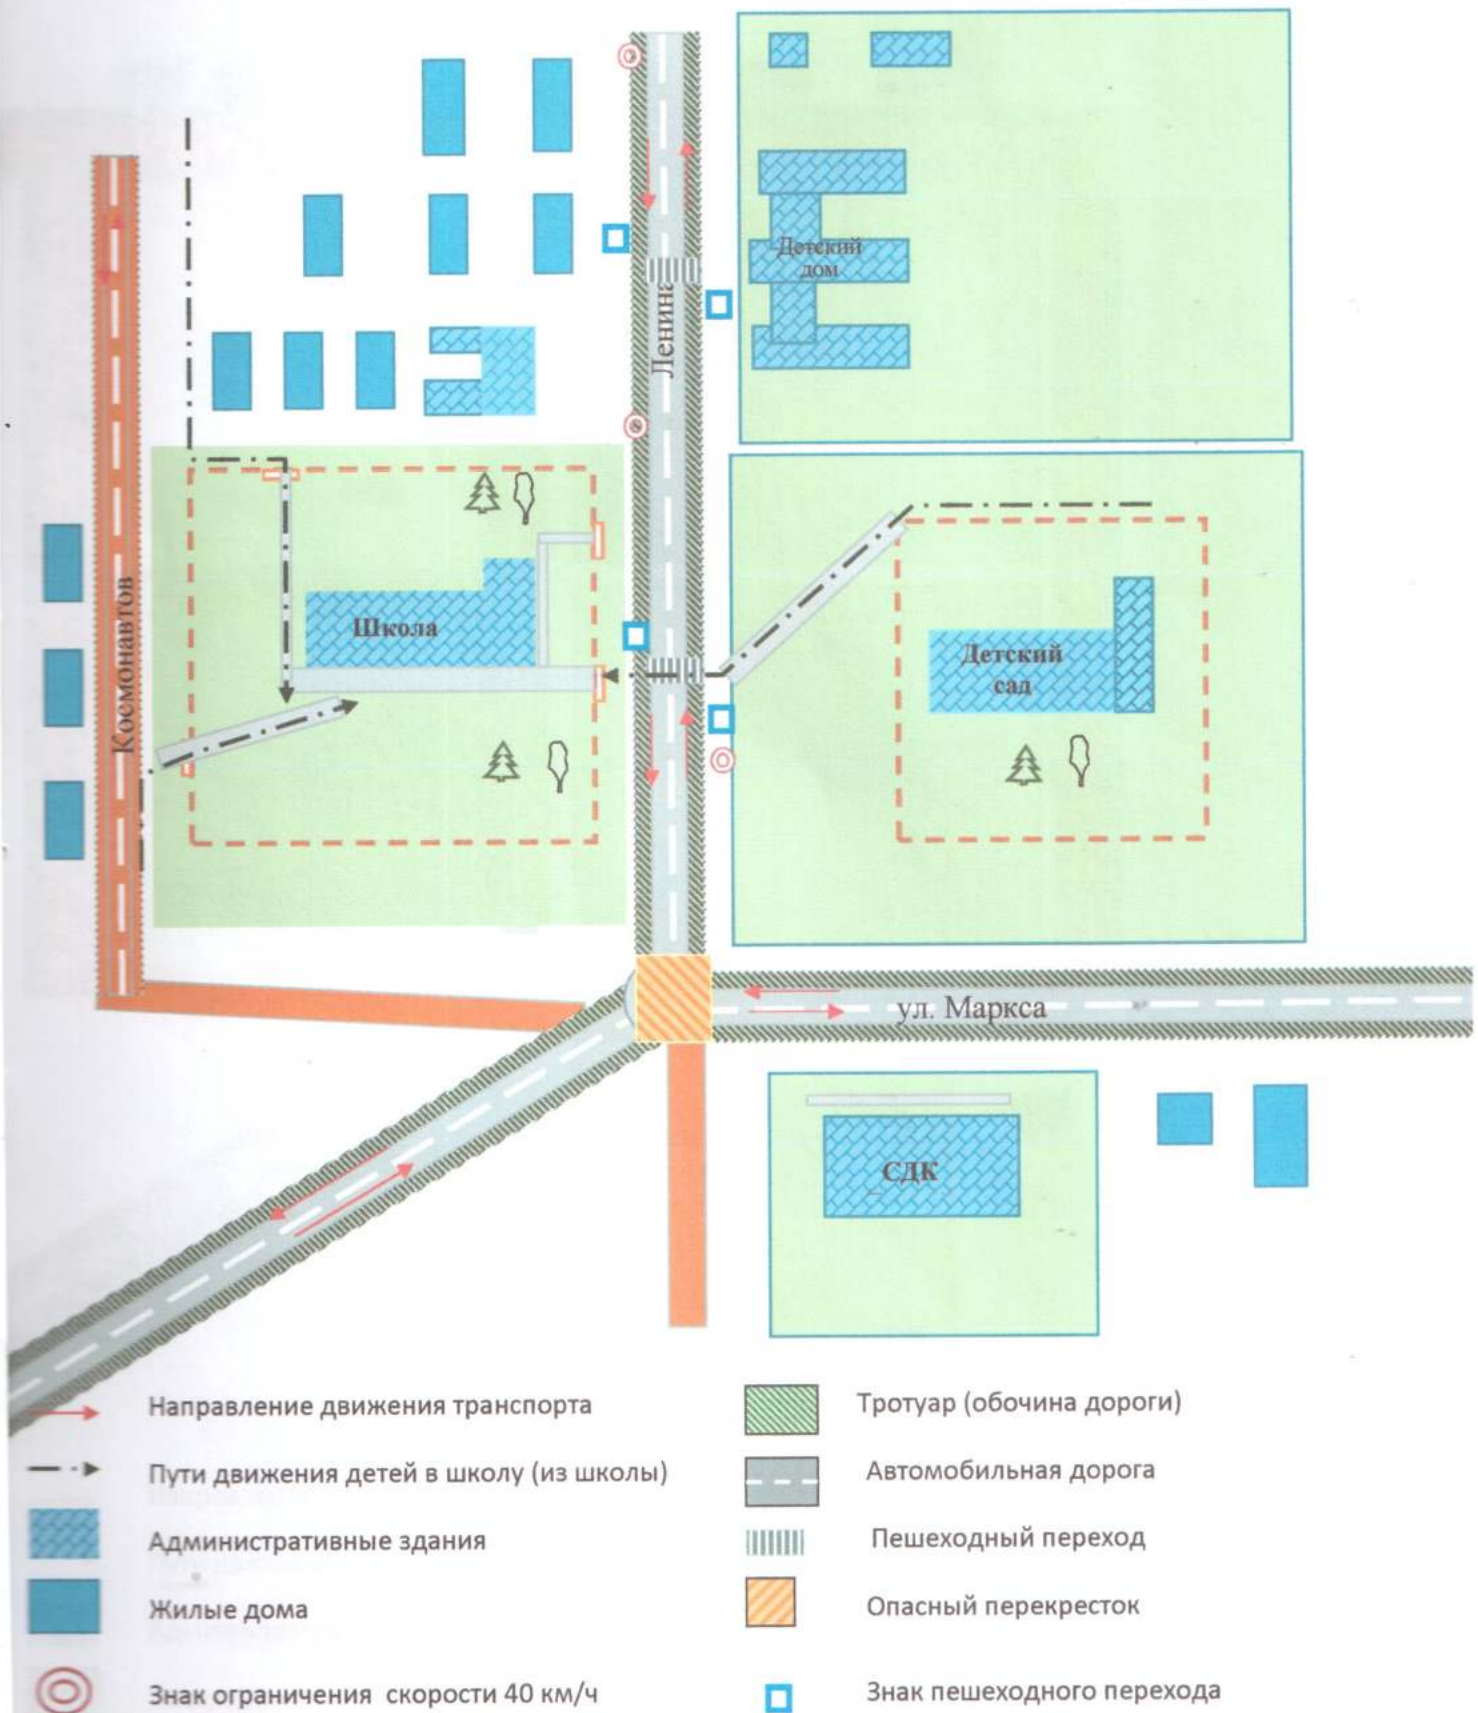 Детский
дом
Ленина
Космонавтов
Школа
Детский
сад
ул. Маркса
СДК
Направление движения транспорта
Пути движения детей в школу (из школы)
Административные здания
Жилые дома
Знак ограничения скорости 40 км/ч
Тротуар (обочина дороги)
Автомобильная дорога
Пешеходный переход
Опасный перекресток
Знак пешеходного перехода